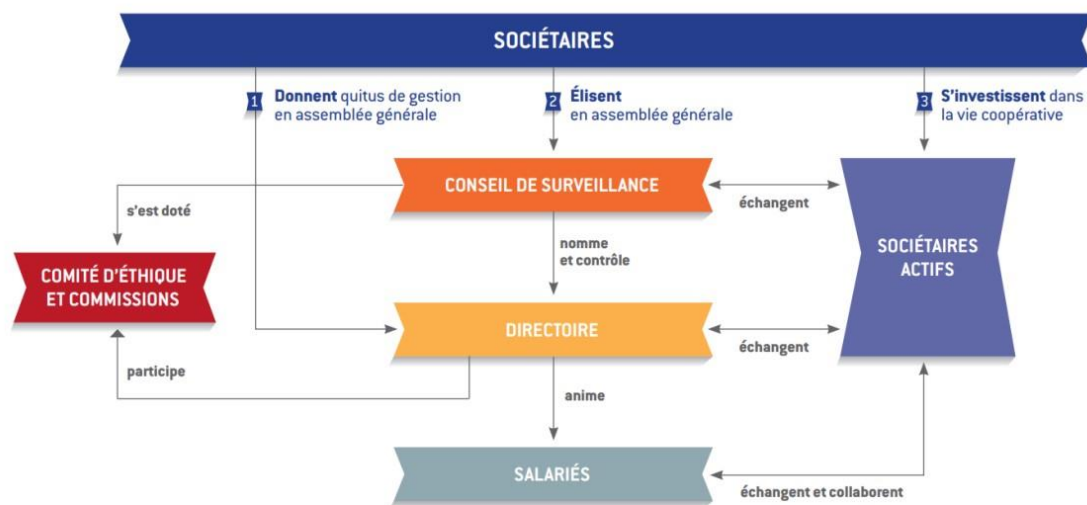 SOCIÉTAIRES
1 Donnent quitus de gestion
en assemblée générale
2 Élisent
en assemblée générale
3 S'investissent dans
la vie coopérative
CONSEIL DE SURVEILLANCE
échangent
s'est doté
nomme
et contrôle
SOCIÉTAIRES
ACTIFS
COMITÉ D'ÉTHIQUE
ET COMMISSIONS
DIRECTOIRE
échangent
participe
anime
SALARIÉS
échangent et collaborent